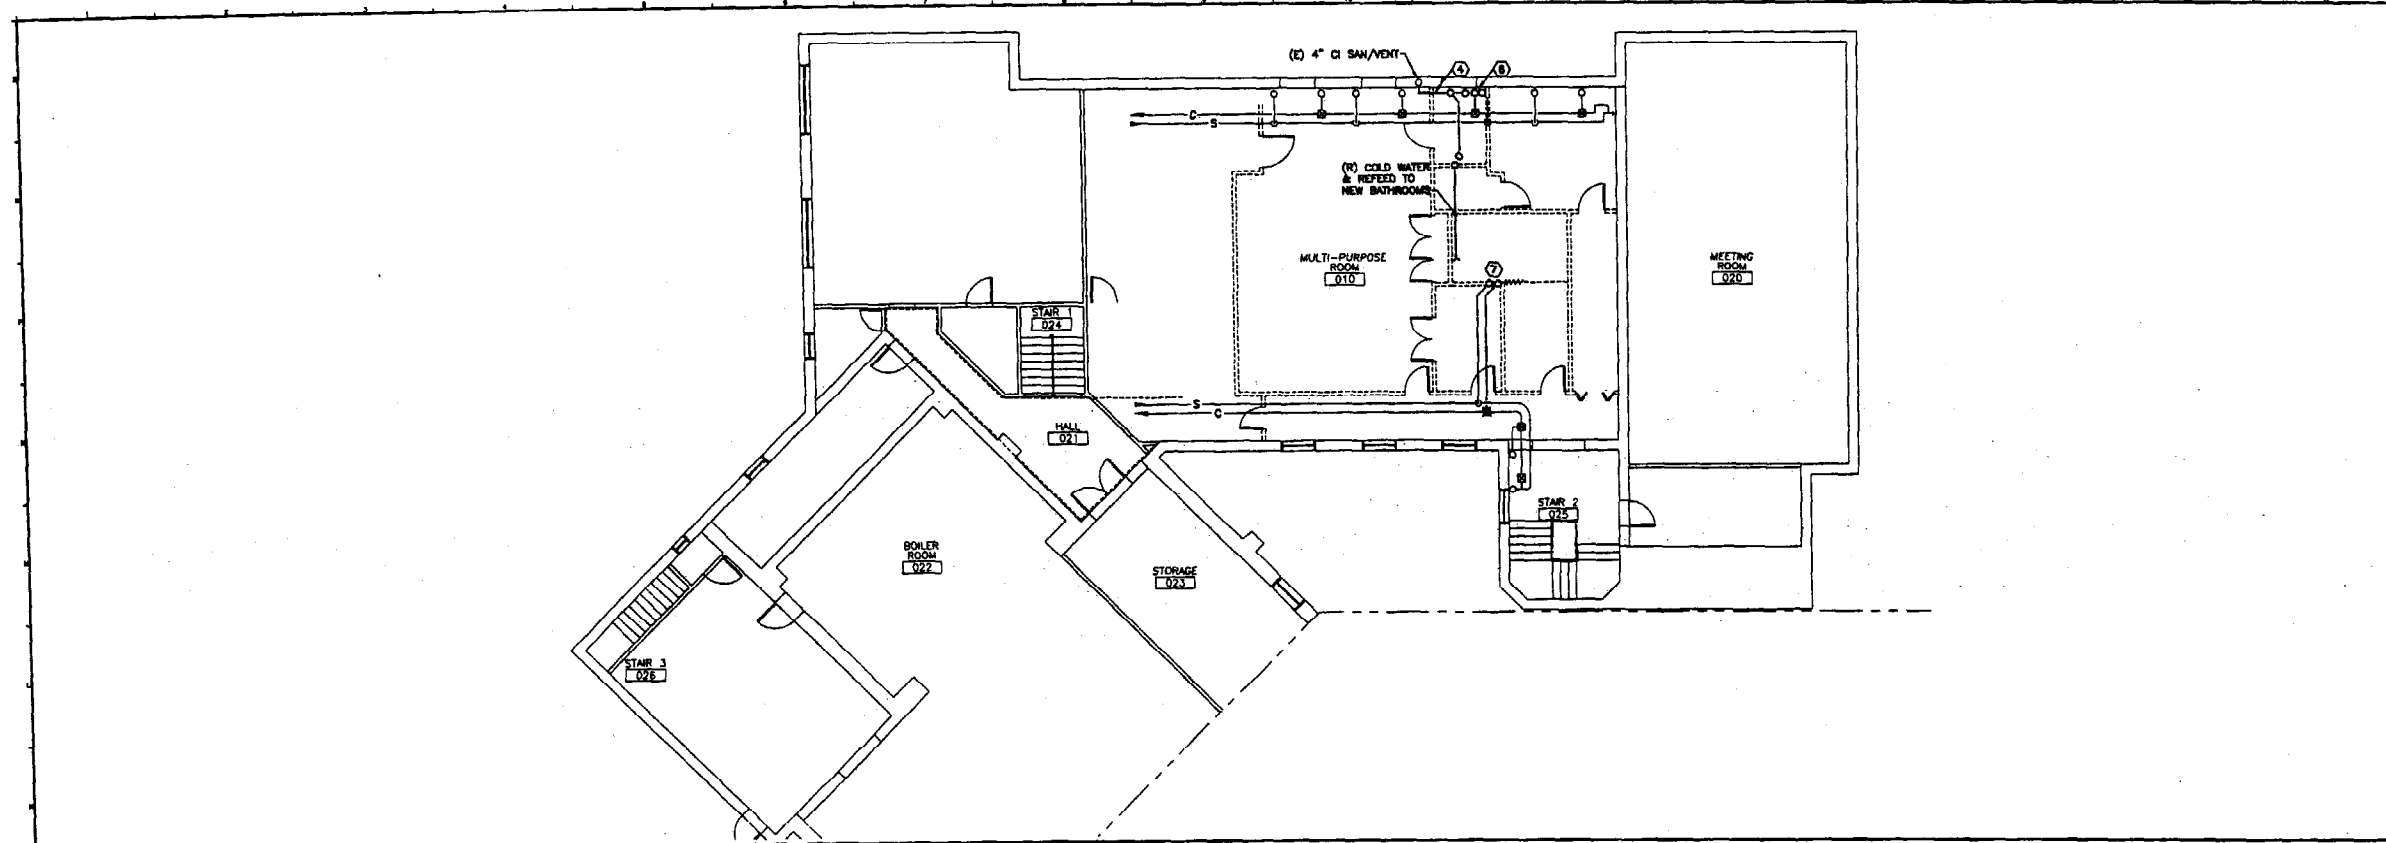 (E) 4" CI SAN/VENT
4
6
C
S
(R) COLD WATER
& REFEED TO
NEW BATHROOMS
MULTI-PURPOSE
ROOM
010
7
MEETING
ROOM
020
STAIR 1
024
S
C
HALL
021
STAIR 2
025
BOILER
ROOM
022
STORAGE
023
STAIR 3
026